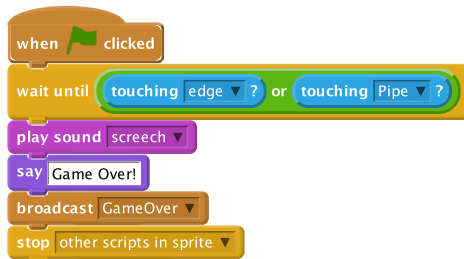 when clicked
wait until touching edge ? or touching Pipe ?
play sound screech
say Game Over!
broadcast GameOver
stop other scripts in sprite